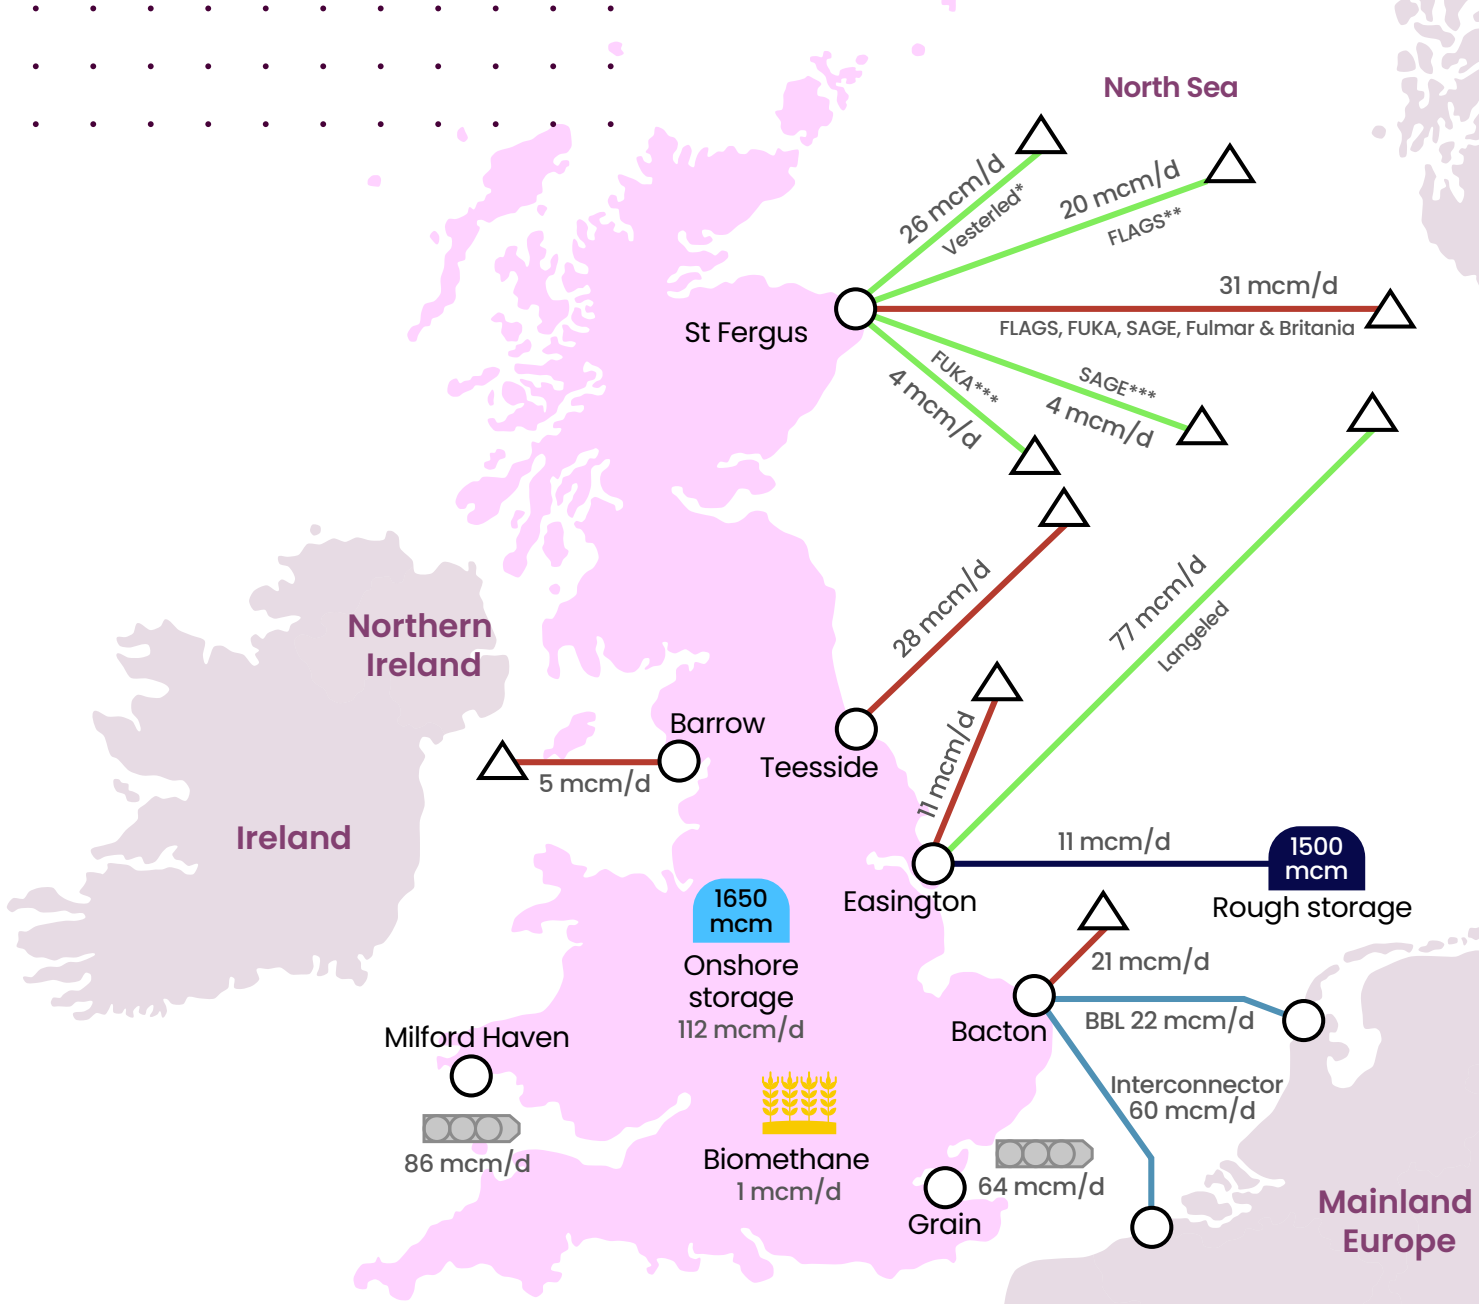 North Sea
26 mcm/d
Vesterled*
20 mcm/d
FLAGS**
31 mcm/d
FLAGS, FUKA, SAGE, Fulmar & Britania
St Fergus
FUKA***
4 mcm/d
SAGE***
4 mcm/d
28 mcm/d
77 mcm/d
Langeled
Northern
Ireland
Barrow
5 mcm/d
Teesside
11 mcm/d
Ireland
11 mcm/d
1500
mcm
Rough storage
Easington
1650
mcm
Onshore
storage
112 mcm/d
21 mcm/d
Bacton
BBL 22 mcm/d
Interconnector
60 mcm/d
Milford Haven
86 mcm/d
Biomethane
1 mcm/d
64 mcm/d
Grain
Mainland
Europe